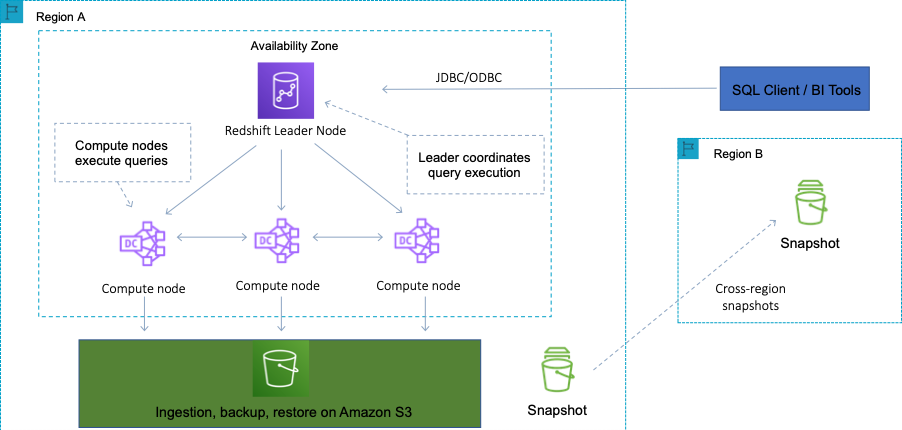 Region A
Availability Zone
JDBC/ODBC
SQL Client / BI Tools
Redshift Leader Node
Compute nodes
execute queries
Leader coordinates
query execution
Region B
DC
DC
DC
Snapshot
Compute node
Compute node
Compute node
Cross-region
snapshots
Ingestion, backup, restore on Amazon S3
Snapshot